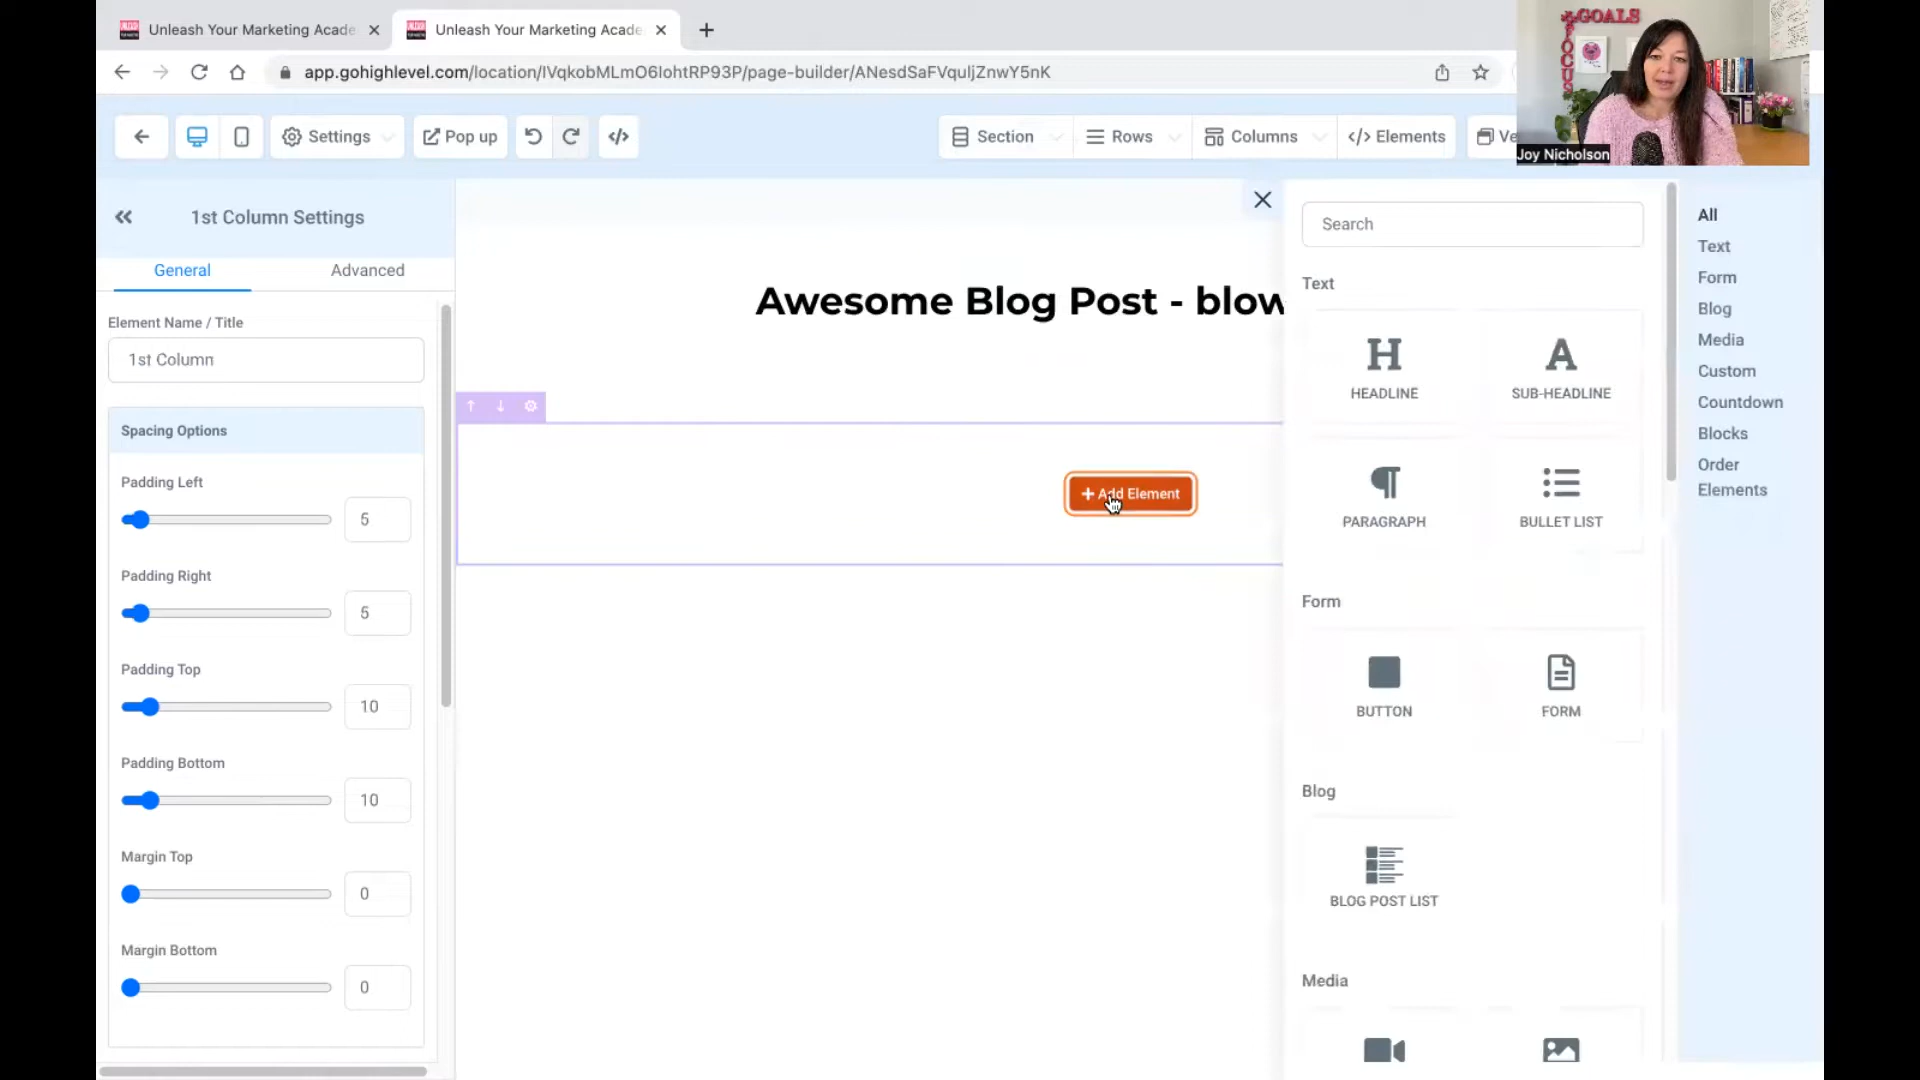 Unleash Your Marketing Acade
Unleash Your Marketing Acade
app.gohighlevel.com/location/IVqkobMLmO6IohtRP93P/page-builder/ANesdSaFVquljZnwY5nK
GOALS
FOCUS
Joy Nicholson
Settings
Pop up
Section
Rows
Columns
</> Elements
Ve
1st Column Settings
General
Advanced
Element Name / Title
1st Column
Spacing Options
Padding Left
5
Padding Right
5
Padding Top
10
Padding Bottom
10
Margin Top
0
Margin Bottom
0
Awesome Blog Post - blow
+ Add Element
Search
Text
HEADLINE
SUB-HEADLINE
PARAGRAPH
BULLET LIST
Form
BUTTON
FORM
Blog
BLOG POST LIST
Media
All
Text
Form
Blog
Media
Custom
Countdown
Blocks
Order
Elements